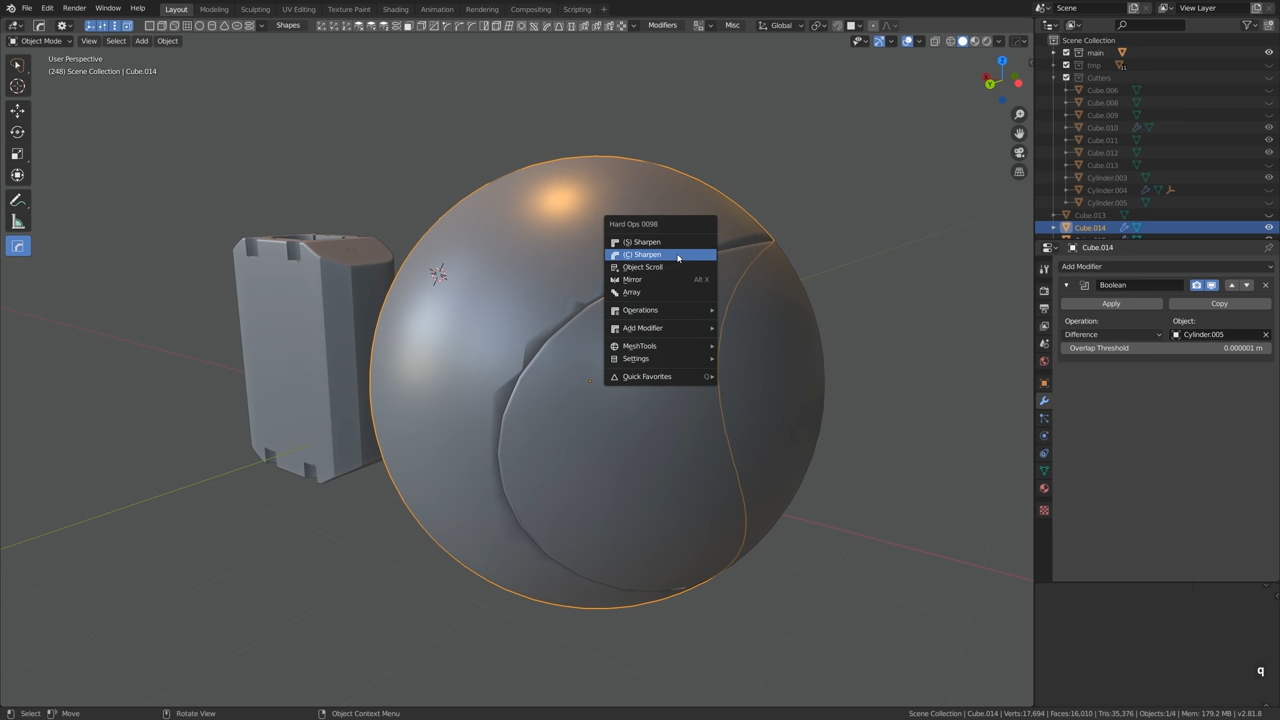 File Edit Render Window Help Layout Modeling Sculpting UV Editing Texture Paint Shading Animation Rendering Compositing Scripting Scene View Layer
Shapes Modifiers Misc Global
Object Mode View Select Add Object
User Perspective
(248) Scene Collection | Cube.014
Z
Y
Hard Ops 0098
(S) Sharpen
(C) Sharpen
Object Scroll
Mirror Alt X
Array
Operations
Add Modifier
MeshTools
Settings
Quick Favorites Q
Scene Collection
main
tmp 11
Cutters
Cube.006
Cube.008
Cube.009
Cube.010
Cube.011
Cube.012
Cube.013
Cylinder.003
Cylinder.004
Cylinder.005
Cube.013
Cube.014
Cube.014
Add Modifier
Boolean
Apply Copy
Operation: Object:
Difference Cylinder.005
Overlap Threshold 0.000001 m
q
Select Move Rotate View Object Context Menu Scene Collection | Cube.014 | Verts:17,694 | Faces:16,010 | Tris:35,376 | Objects:1/4 | Mem: 179.2 MB | v2.81.8